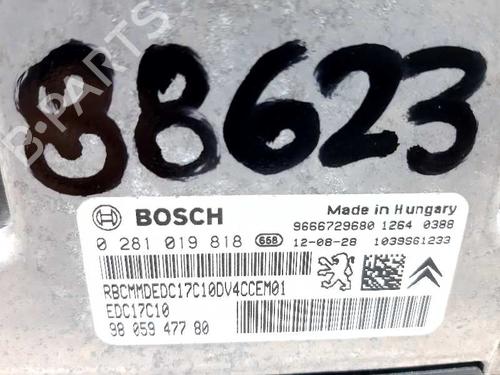 88623
B-PARTS
BOSCH
Made in Hungary
9666729680 1264 0388
0 281 019 818 658 12-08-28 1039S61233
RBCMMDEDC17C10DV4CCEM01
EDC17C10
98 059 477 80